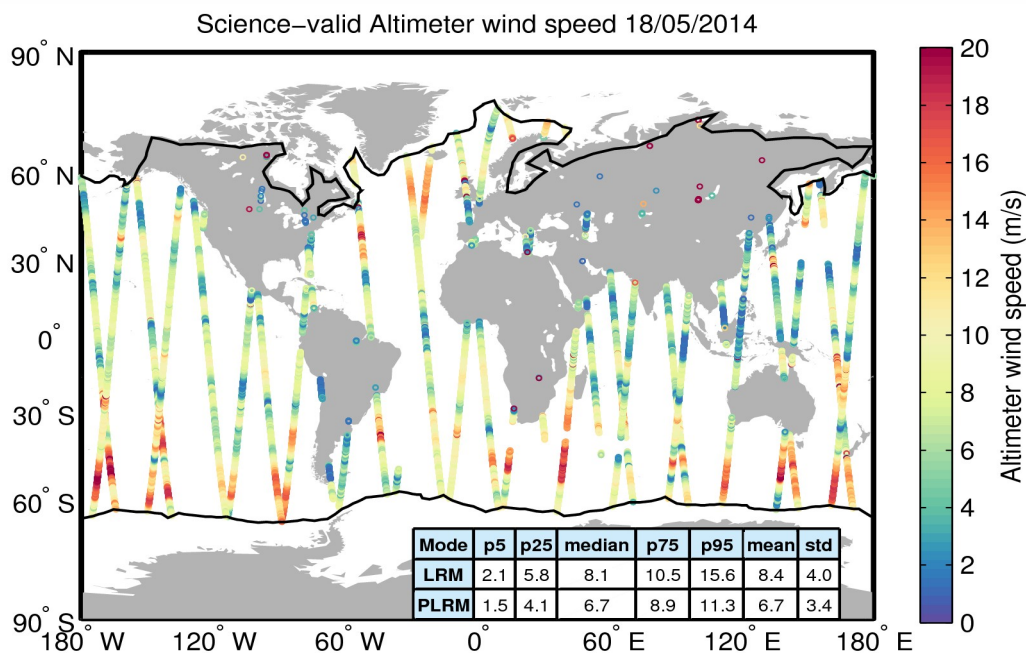 Science−valid Altimeter wind speed 18/05/2014
90° N
60° N
30° N
0°
30° S
60° S
90° S
180° W
120° W
60° W
0°
60° E
120° E
180° E
Mode p5 p25 median p75 p95 mean std
LRM 2.1 5.8 8.1 10.5 15.6 8.4 4.0
PLRM 1.5 4.1 6.7 8.9 11.3 6.7 3.4
20
18
16
14
12
10
8
6
4
2
0
Altimeter wind speed (m/s)